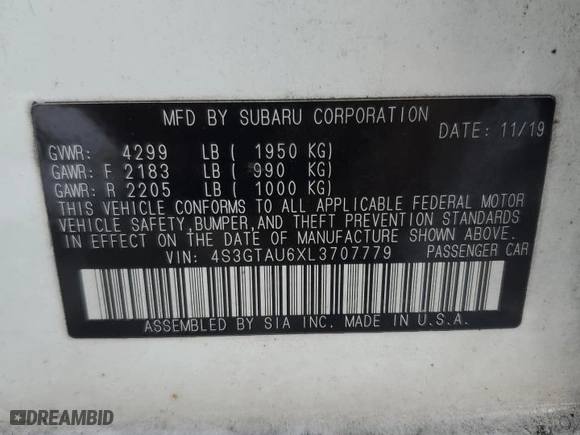 MFD BY SUBARU CORPORATION
DATE: 11/19
GVWR: 4299 LB ( 1950 KG)
GAWR: F 2183 LB ( 990 KG)
GAWR: R 2205 LB ( 1000 KG)
THIS VEHICLE CONFORMS TO ALL APPLICABLE FEDERAL MOTOR
VEHICLE SAFETY, BUMPER, AND THEFT PREVENTION STANDARDS
IN EFFECT ON THE DATE OF MANUFACTURE SHOWN ABOVE.
VIN: 4S3GTAU6XL3707779 PASSENGER CAR
ASSEMBLED BY SIA INC. MADE IN U.S.A.
DREAMBID